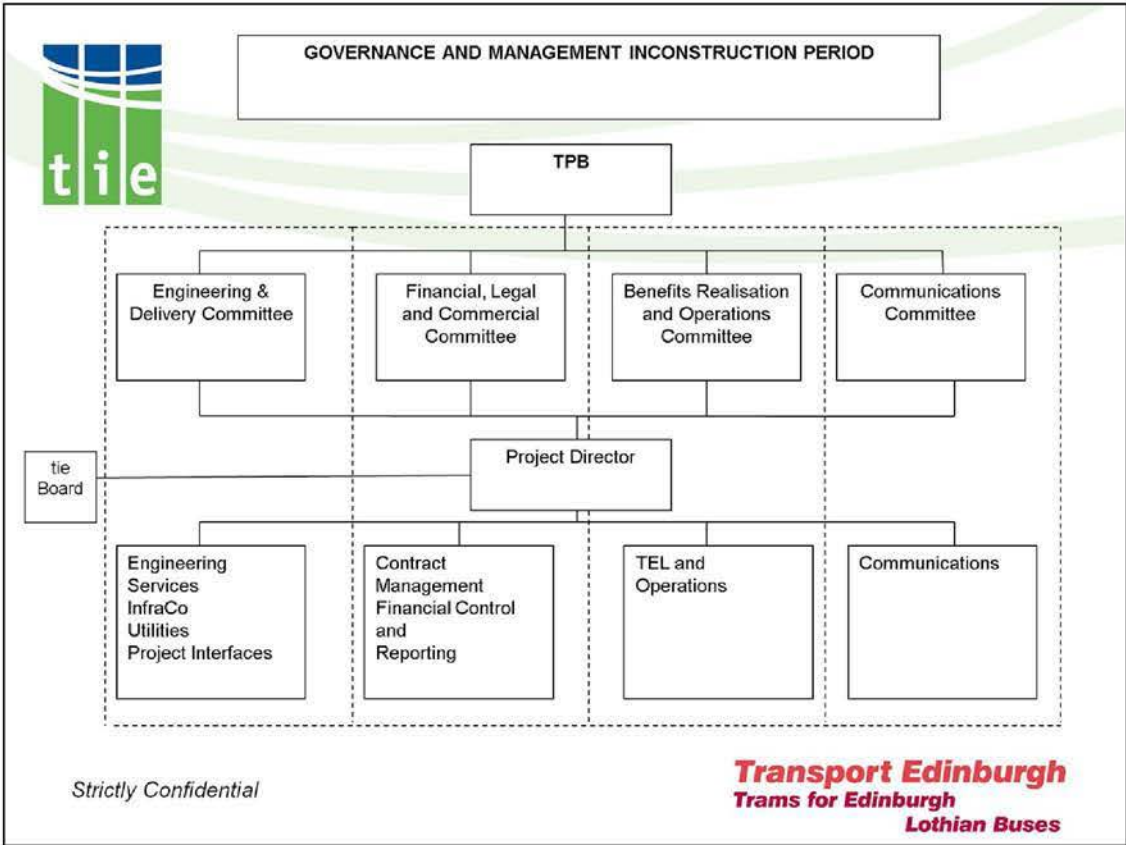 GOVERNANCE AND MANAGEMENT INCONSTRUCTION PERIOD
tie
TPB
Engineering &
Delivery Committee
Financial, Legal
and Commercial
Committee
Benefits Realisation
and Operations
Committee
Communications
Committee
tie
Board
Project Director
Engineering
Services
InfraCo
Utilities
Project Interfaces
Contract
Management
Financial Control
and
Reporting
TEL and
Operations
Communications
Strictly Confidential
Transport Edinburgh
Trams for Edinburgh
Lothian Buses